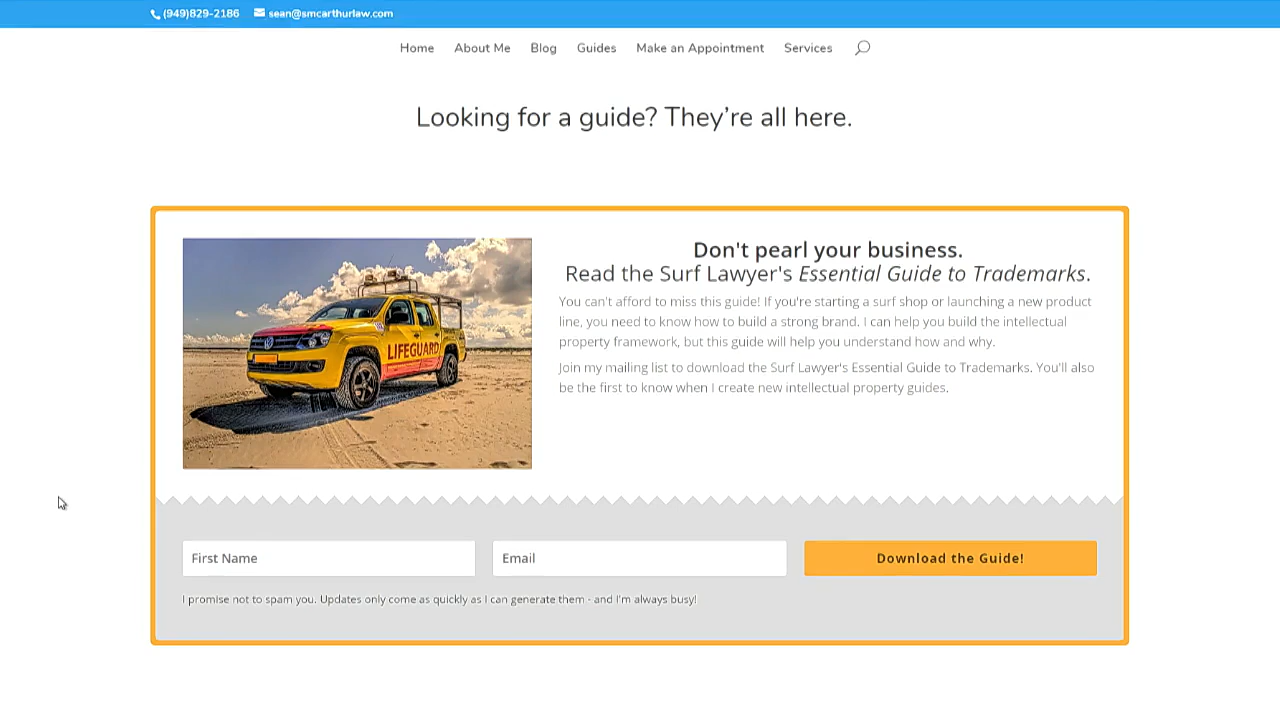 (949)829-2186 sean@smcarthurlaw.com
Home About Me Blog Guides Make an Appointment Services
Looking for a guide? They’re all here.
Don't pearl your business.
Read the Surf Lawyer's Essential Guide to Trademarks.
You can't afford to miss this guide! If you're starting a surf shop or launching a new product
line, you need to know how to build a strong brand. I can help you build the intellectual
property framework, but this guide will help you understand how and why.
Join my mailing list to download the Surf Lawyer's Essential Guide to Trademarks. You'll also
be the first to know when I create new intellectual property guides.
LIFEGUARD
First Name Email Download the Guide!
I promise not to spam you. Updates only come as quickly as I can generate them - and I'm always busy!